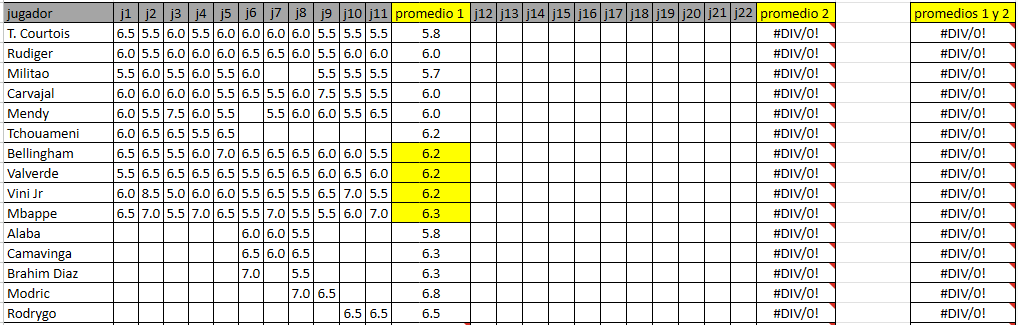 jugador j1 j2 j3 j4 j5 j6 j7 j8 j9 j10 j11 promedio 1 j12 j13 j14 j15 j16 j17 j18 j19 j20 j21 j22 promedio 2 promedios 1 y 2
T. Courtois 6.5 5.5 6.0 5.5 6.0 6.0 6.0 6.0 5.5 5.5 5.5 5.8 #DIV/0! #DIV/0!
Rudiger 6.0 5.5 6.0 6.0 6.0 6.5 6.5 6.0 5.5 6.0 6.0 6.0 #DIV/0! #DIV/0!
Militao 5.5 6.0 5.5 6.0 5.5 6.0 5.5 5.5 5.5 5.7 #DIV/0! #DIV/0!
Carvajal 6.0 6.0 6.0 6.0 5.5 6.5 5.5 6.0 7.5 5.5 5.5 6.0 #DIV/0! #DIV/0!
Mendy 6.0 5.5 7.5 6.0 5.5 5.5 6.0 6.0 5.5 6.5 6.0 #DIV/0! #DIV/0!
Tchouameni 6.0 6.5 6.5 5.5 6.5 6.2 #DIV/0! #DIV/0!
Bellingham 6.5 6.5 5.5 6.0 7.0 6.5 6.5 6.5 6.0 6.0 5.5 6.2 #DIV/0! #DIV/0!
Valverde 5.5 6.5 6.5 6.5 6.5 5.5 6.5 6.5 6.0 6.5 6.0 6.2 #DIV/0! #DIV/0!
Vini Jr 6.0 8.5 5.0 6.0 6.0 5.5 6.5 5.5 6.5 7.0 5.5 6.2 #DIV/0! #DIV/0!
Mbappe 6.5 7.0 5.5 7.0 6.5 5.5 7.0 5.5 5.5 6.0 7.0 6.3 #DIV/0! #DIV/0!
Alaba 6.0 6.0 5.5 5.8 #DIV/0! #DIV/0!
Camavinga 6.5 6.0 6.5 6.3 #DIV/0! #DIV/0!
Brahim Diaz 7.0 5.5 6.3 #DIV/0! #DIV/0!
Modric 7.0 6.5 6.8 #DIV/0! #DIV/0!
Rodrygo 6.5 6.5 6.5 #DIV/0! #DIV/0!